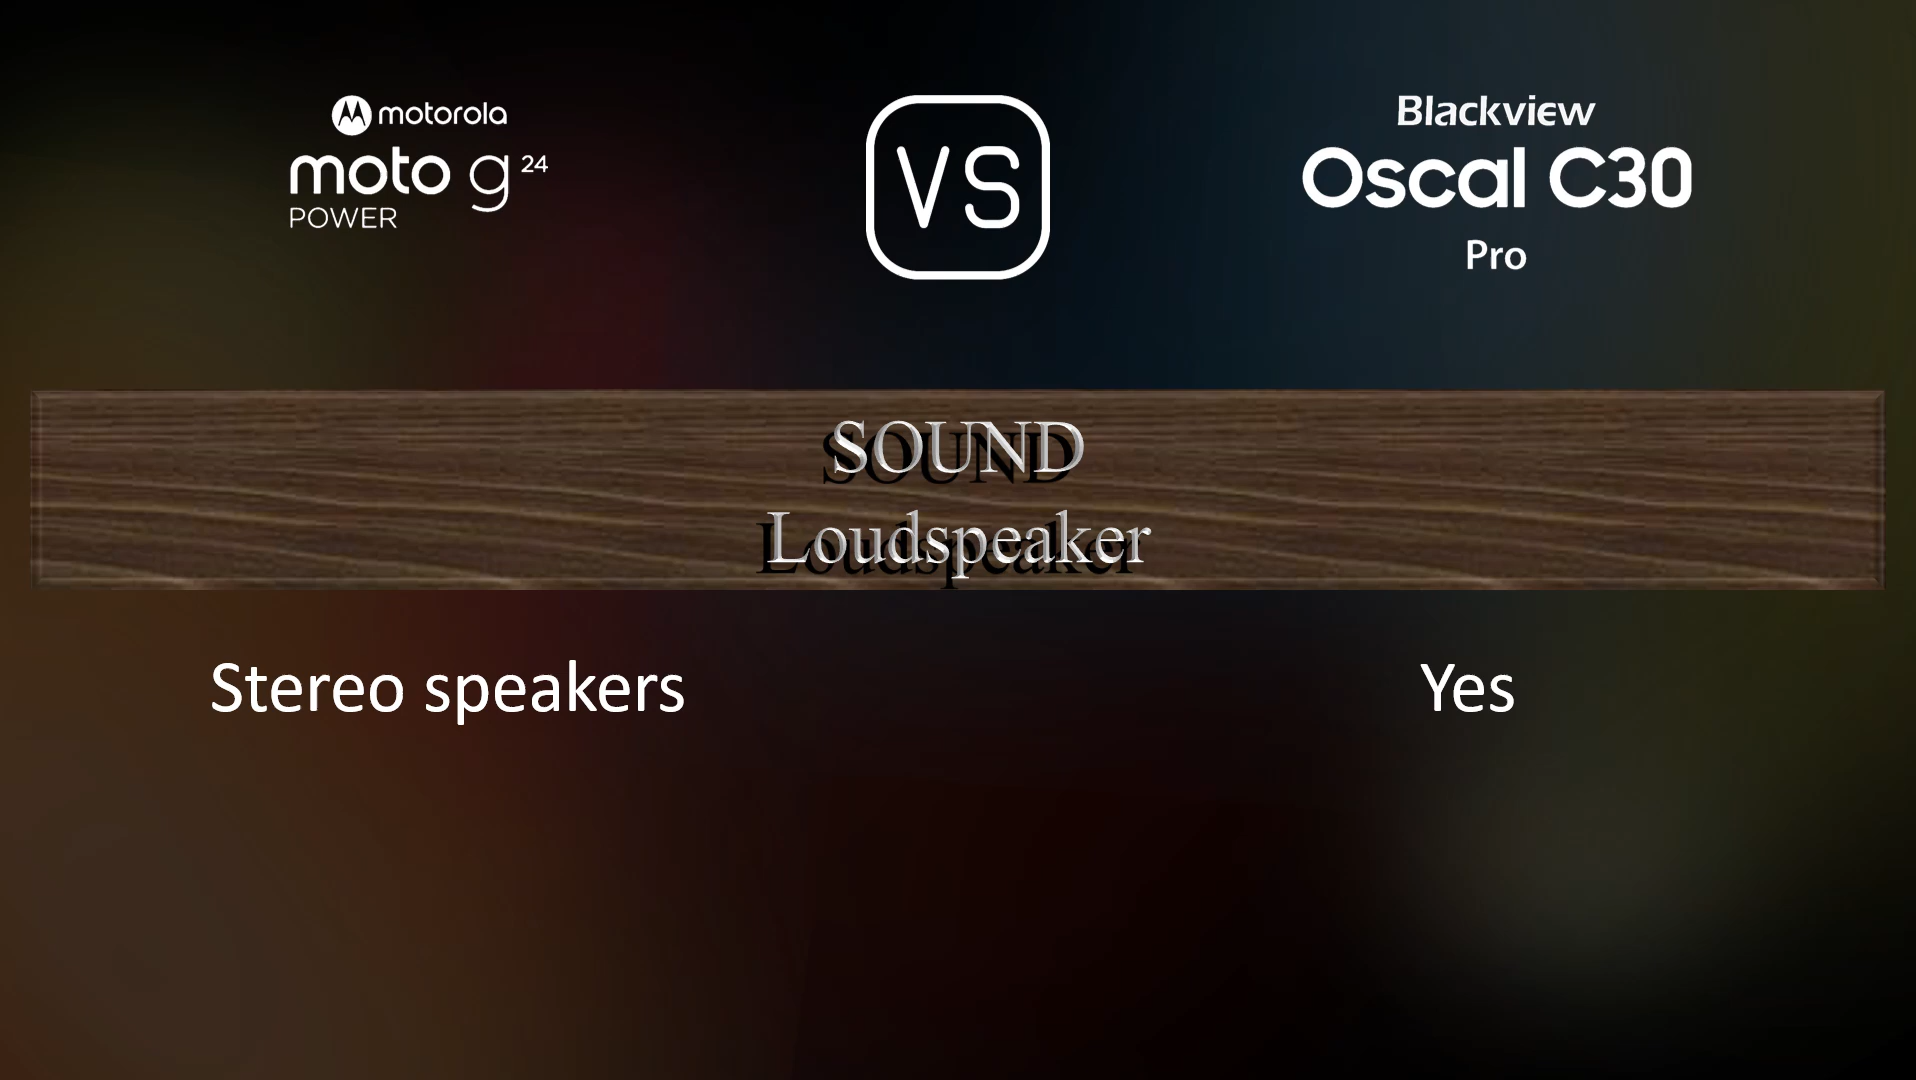 motorola
moto g 24
POWER
VS
Blackview
Oscal C30
Pro
SOUND
Loudspeaker
Stereo speakers
Yes